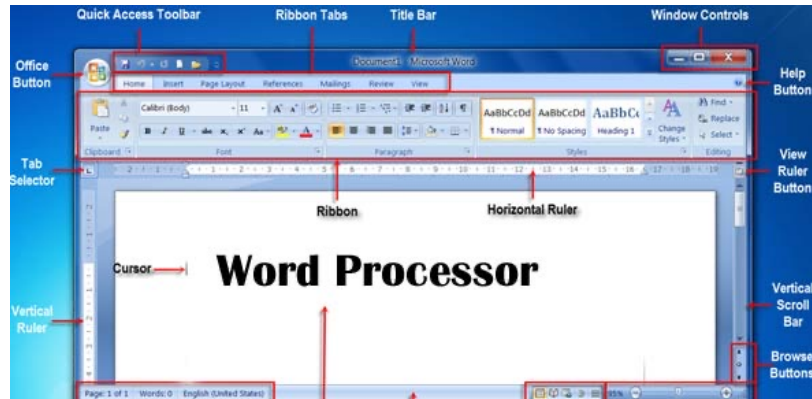 Quick Access Toolbar
Ribbon Tabs
Title Bar
Window Controls
Office Button
Document1 - Microsoft Word
Home Insert Page Layout References Mailings Review View
Help Button
Calibri (Body) 11
Paste
AaBbCcDd AaBbCcDd AaBbC
¶ Normal ¶ No Spacing Heading 1
Change Styles
Find
Replace
Select
Clipboard Font Paragraph Styles Editing
Tab Selector
View Ruler Button
Ribbon
Horizontal Ruler
Cursor
Word Processor
Vertical Ruler
Vertical Scroll Bar
Browse Buttons
Page: 1 of 1 Words: 0 English (United States)
95%